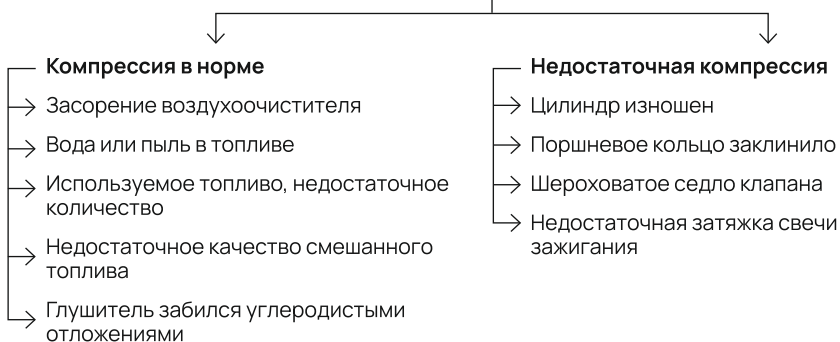 Компрессия в норме
Засорение воздухоочистителя
Вода или пыль в топливе
Используемое топливо, недостаточное
количество
Недостаточное качество смешанного
топлива
Глушитель забился углеродистыми
отложениями
Недостаточная компрессия
Цилиндр изношен
Поршневое кольцо заклинило
Шероховатое седло клапана
Недостаточная затяжка свечи
зажигания